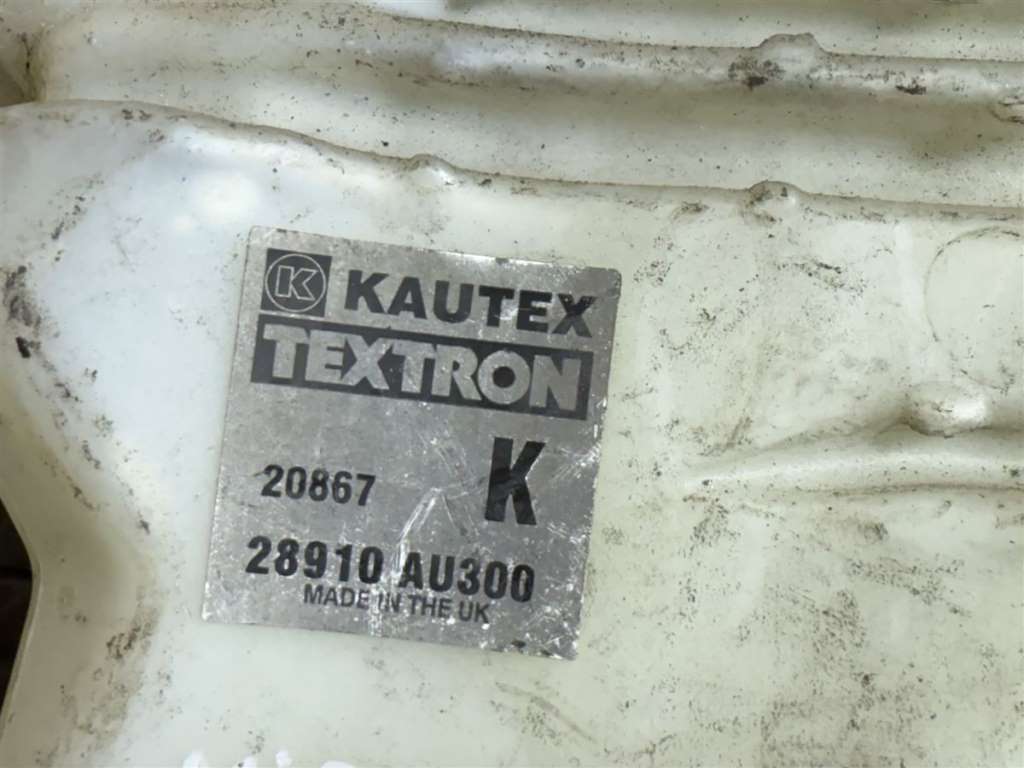 K KAUTEX
TEXTRON
K
20867
28910 AU300
MADE IN THE UK